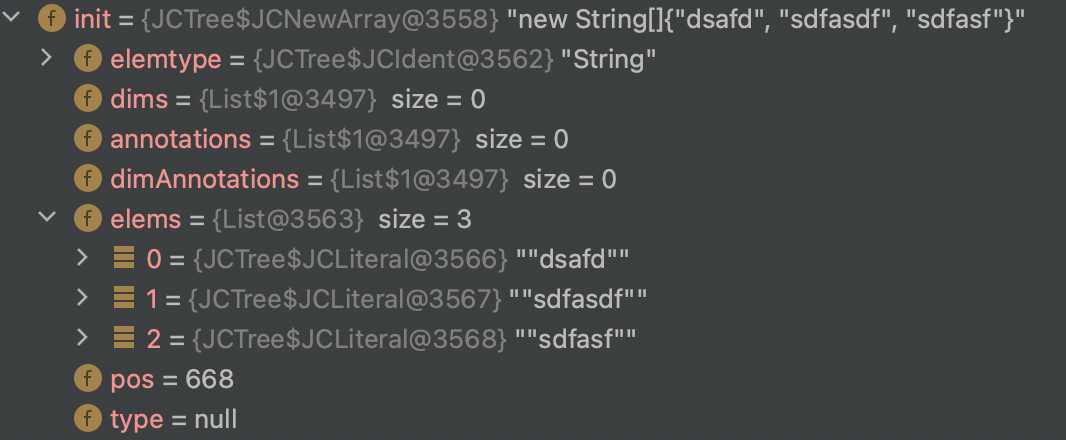 f init = {JCTree$JCNewArray@3558} "new String[]{"dsafd", "sdfasdf", "sdfasf"}"
f elemtype = {JCTree$JCIdent@3562} "String"
f dims = {List$1@3497} size = 0
f annotations = {List$1@3497} size = 0
f dimAnnotations = {List$1@3497} size = 0
f elems = {List@3563} size = 3
0 = {JCTree$JCLiteral@3566} ""dsafd""
1 = {JCTree$JCLiteral@3567} ""sdfasdf""
2 = {JCTree$JCLiteral@3568} ""sdfasf""
f pos = 668
f type = null